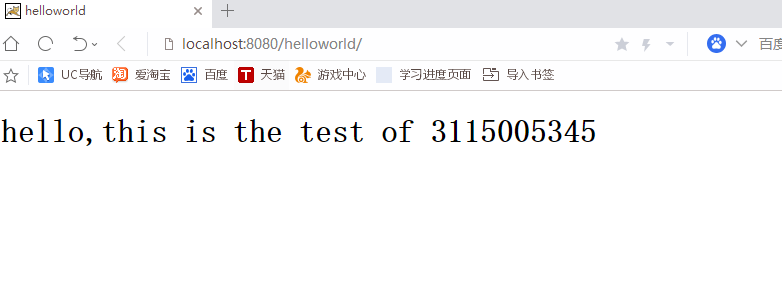 helloworld
localhost:8080/helloworld/
百度
UC导航 爱淘宝 百度 天猫 游戏中心 学习进度页面 导入书签
hello,this is the test of 3115005345